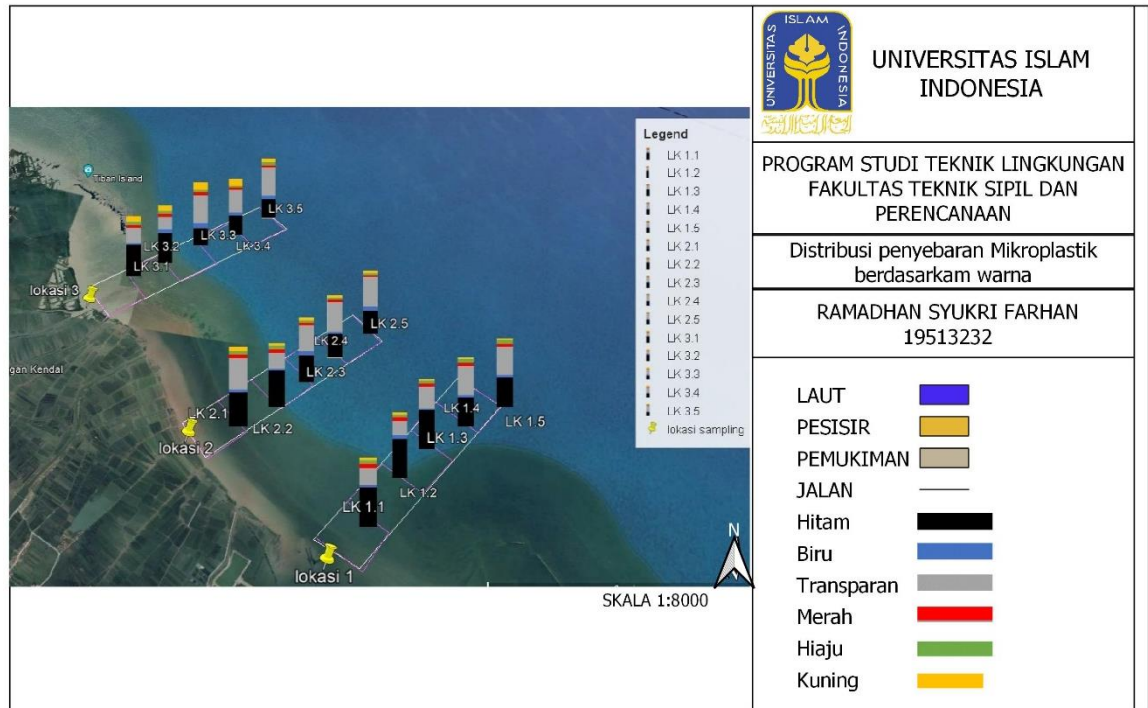 Tiban Island
LK 3.5
LK 3.2
LK 3.3
LK 3.4
LK 3.1
lokasi 3
LK 2.5
LK 2.4
LK 2.3
gan Kendal
LK 2.1
LK 2.2
lokasi 2
LK 1.4
LK 1.5
LK 1.3
LK 1.2
LK 1.1
lokasi 1
Legend
LK 1.1
LK 1.2
LK 1.3
LK 1.4
LK 1.5
LK 2.1
LK 2.2
LK 2.3
LK 2.4
LK 2.5
LK 3.1
LK 3.2
LK 3.3
LK 3.4
LK 3.5
lokasi sampling
N
SKALA 1:8000
UNIVERSITAS
ISLAM
INDONESIA
UNIVERSITAS ISLAM
INDONESIA
PROGRAM STUDI TEKNIK LINGKUNGAN
FAKULTAS TEKNIK SIPIL DAN
PERENCANAAN
Distribusi penyebaran Mikroplastik
berdasarkam warna
RAMADHAN SYUKRI FARHAN
19513232
LAUT
PESISIR
PEMUKIMAN
JALAN
Hitam
Biru
Transparan
Merah
Hiaju
Kuning